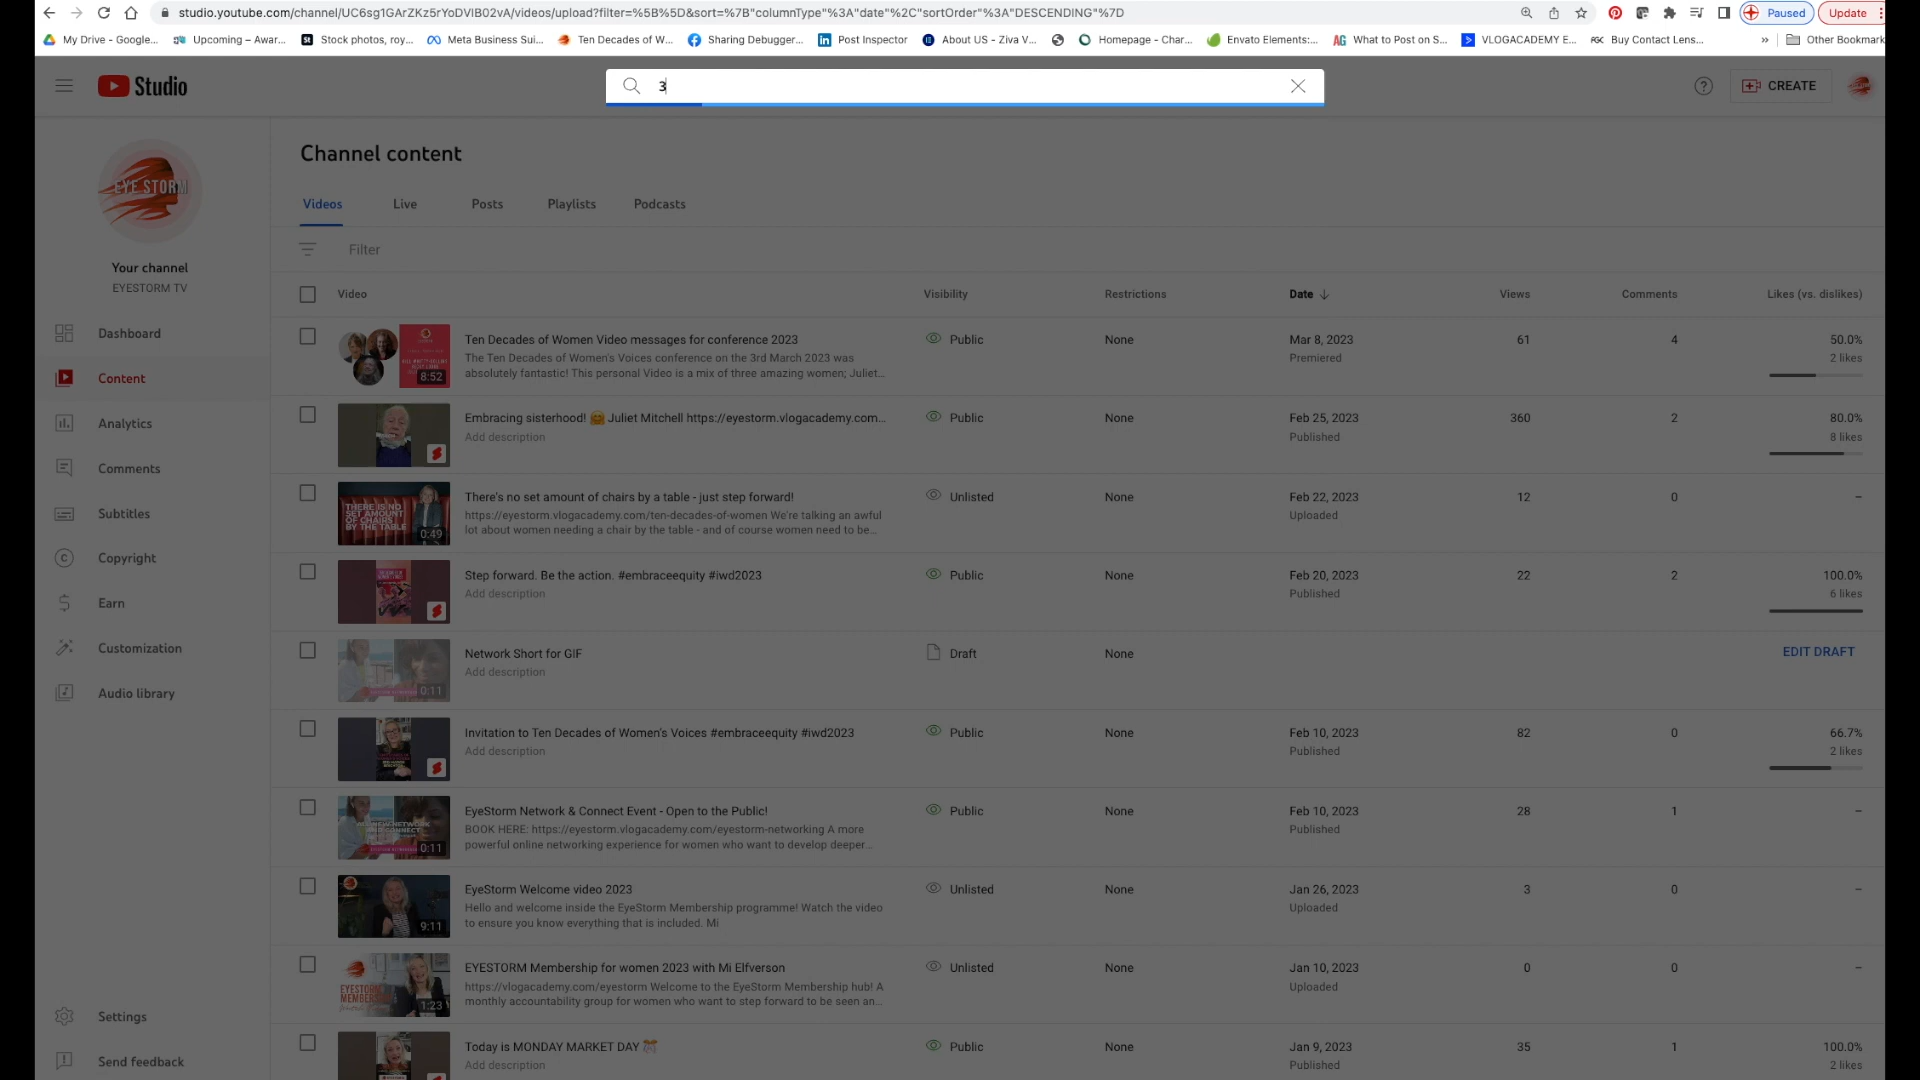 studio.youtube.com/channel/UC6sg1GArZKz5rYoDVIB02vA/videos/upload?filter=%5B%5D&sort=%7B"columnType"%3A"date"%2C"sortOrder"%3A"DESCENDING"%7D
Paused
Update
My Drive - Google...
Upcoming – Awar...
Stock photos, roy...
Meta Business Sui...
Ten Decades of W...
Sharing Debugger...
Post Inspector
About US - Ziva V...
Homepage - Char...
Envato Elements:...
What to Post on S...
VLOGACADEMY E...
Buy Contact Lens...
»
Other Bookmark
Studio
3
CREATE
EYE STORM
Your channel
EYESTORM TV
Dashboard
Content
Analytics
Comments
Subtitles
Copyright
Earn
Customization
Audio library
Settings
Send feedback
Channel content
Videos Live Posts Playlists Podcasts
Filter
Video Visibility Restrictions Date Views Comments Likes (vs. dislikes)
Ten Decades of Women Video messages for conference 2023 Public None Mar 8, 2023 61 4 50.0%
The Ten Decades of Women's Voices conference on the 3rd March 2023 was Premiered 2 likes
absolutely fantastic! This personal Video is a mix of three amazing women; Juliet...
8:52
Embracing sisterhood! 🤗 Juliet Mitchell https://eyestorm.vlogacademy.com... Public None Feb 25, 2023 360 2 80.0%
Add description Published 8 likes
There's no set amount of chairs by a table - just step forward! Unlisted None Feb 22, 2023 12 0 –
https://eyestorm.vlogacademy.com/ten-decades-of-women We're talking an awful Uploaded
lot about women needing a chair by the table - and of course women need to be...
THERE IS NO
SET AMOUNT
OF CHAIRS
BY THE TABLE
0:49
Step forward. Be the action. #embraceequity #iwd2023 Public None Feb 20, 2023 22 2 100.0%
Add description Published 6 likes
Network Short for GIF Draft None EDIT DRAFT
Add description
0:11
Invitation to Ten Decades of Women's Voices #embraceequity #iwd2023 Public None Feb 10, 2023 82 0 66.7%
Add description Published 2 likes
EyeStorm Network & Connect Event - Open to the Public! Public None Feb 10, 2023 28 1 –
BOOK HERE: https://eyestorm.vlogacademy.com/eyestorm-networking A more Published
powerful online networking experience for women who want to develop deeper...
0:11
EyeStorm Welcome video 2023 Unlisted None Jan 26, 2023 3 0 –
Hello and welcome inside the EyeStorm Membership programme! Watch the video Uploaded
to ensure you know everything that is included. Mi
9:11
EYESTORM Membership for women 2023 with Mi Elfverson Unlisted None Jan 10, 2023 0 0 –
https://vlogacademy.com/eyestorm Welcome to the EyeStorm Membership hub! A Uploaded
monthly accountability group for women who want to step forward to be seen an...
EYESTORM
MEMBERSHIP
1:23
Today is MONDAY MARKET DAY 🎊 Public None Jan 9, 2023 35 1 100.0%
Add description Published 2 likes